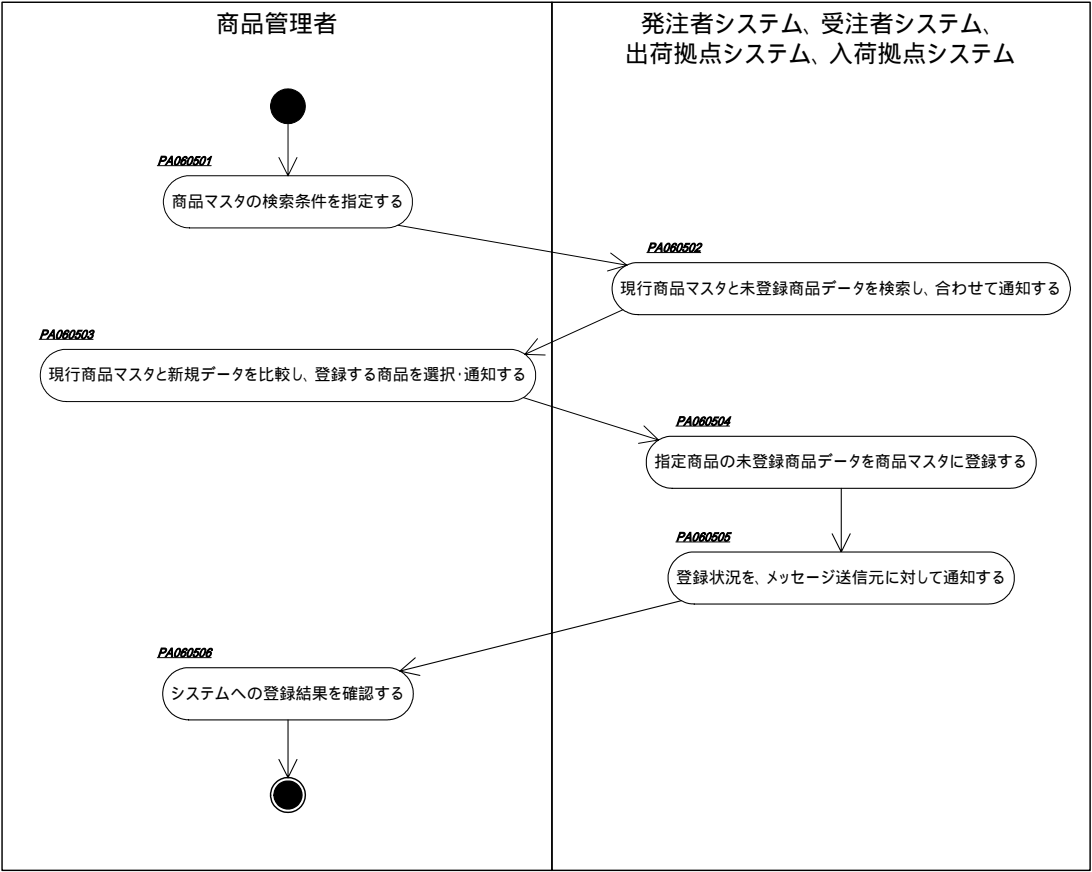 商品管理者
発注者システム、受注者システム、
出荷拠点システム、入荷拠点システム
PA060501
商品マスタの検索条件を指定する
PA060502
現行商品マスタと未登録商品データを検索し、合わせて通知する
PA060503
現行商品マスタと新規データを比較し、登録する商品を選択・通知する
PA060504
指定商品の未登録商品データを商品マスタに登録する
PA060505
登録状況を、メッセージ送信元に対して通知する
PA060506
システムへの登録結果を確認する